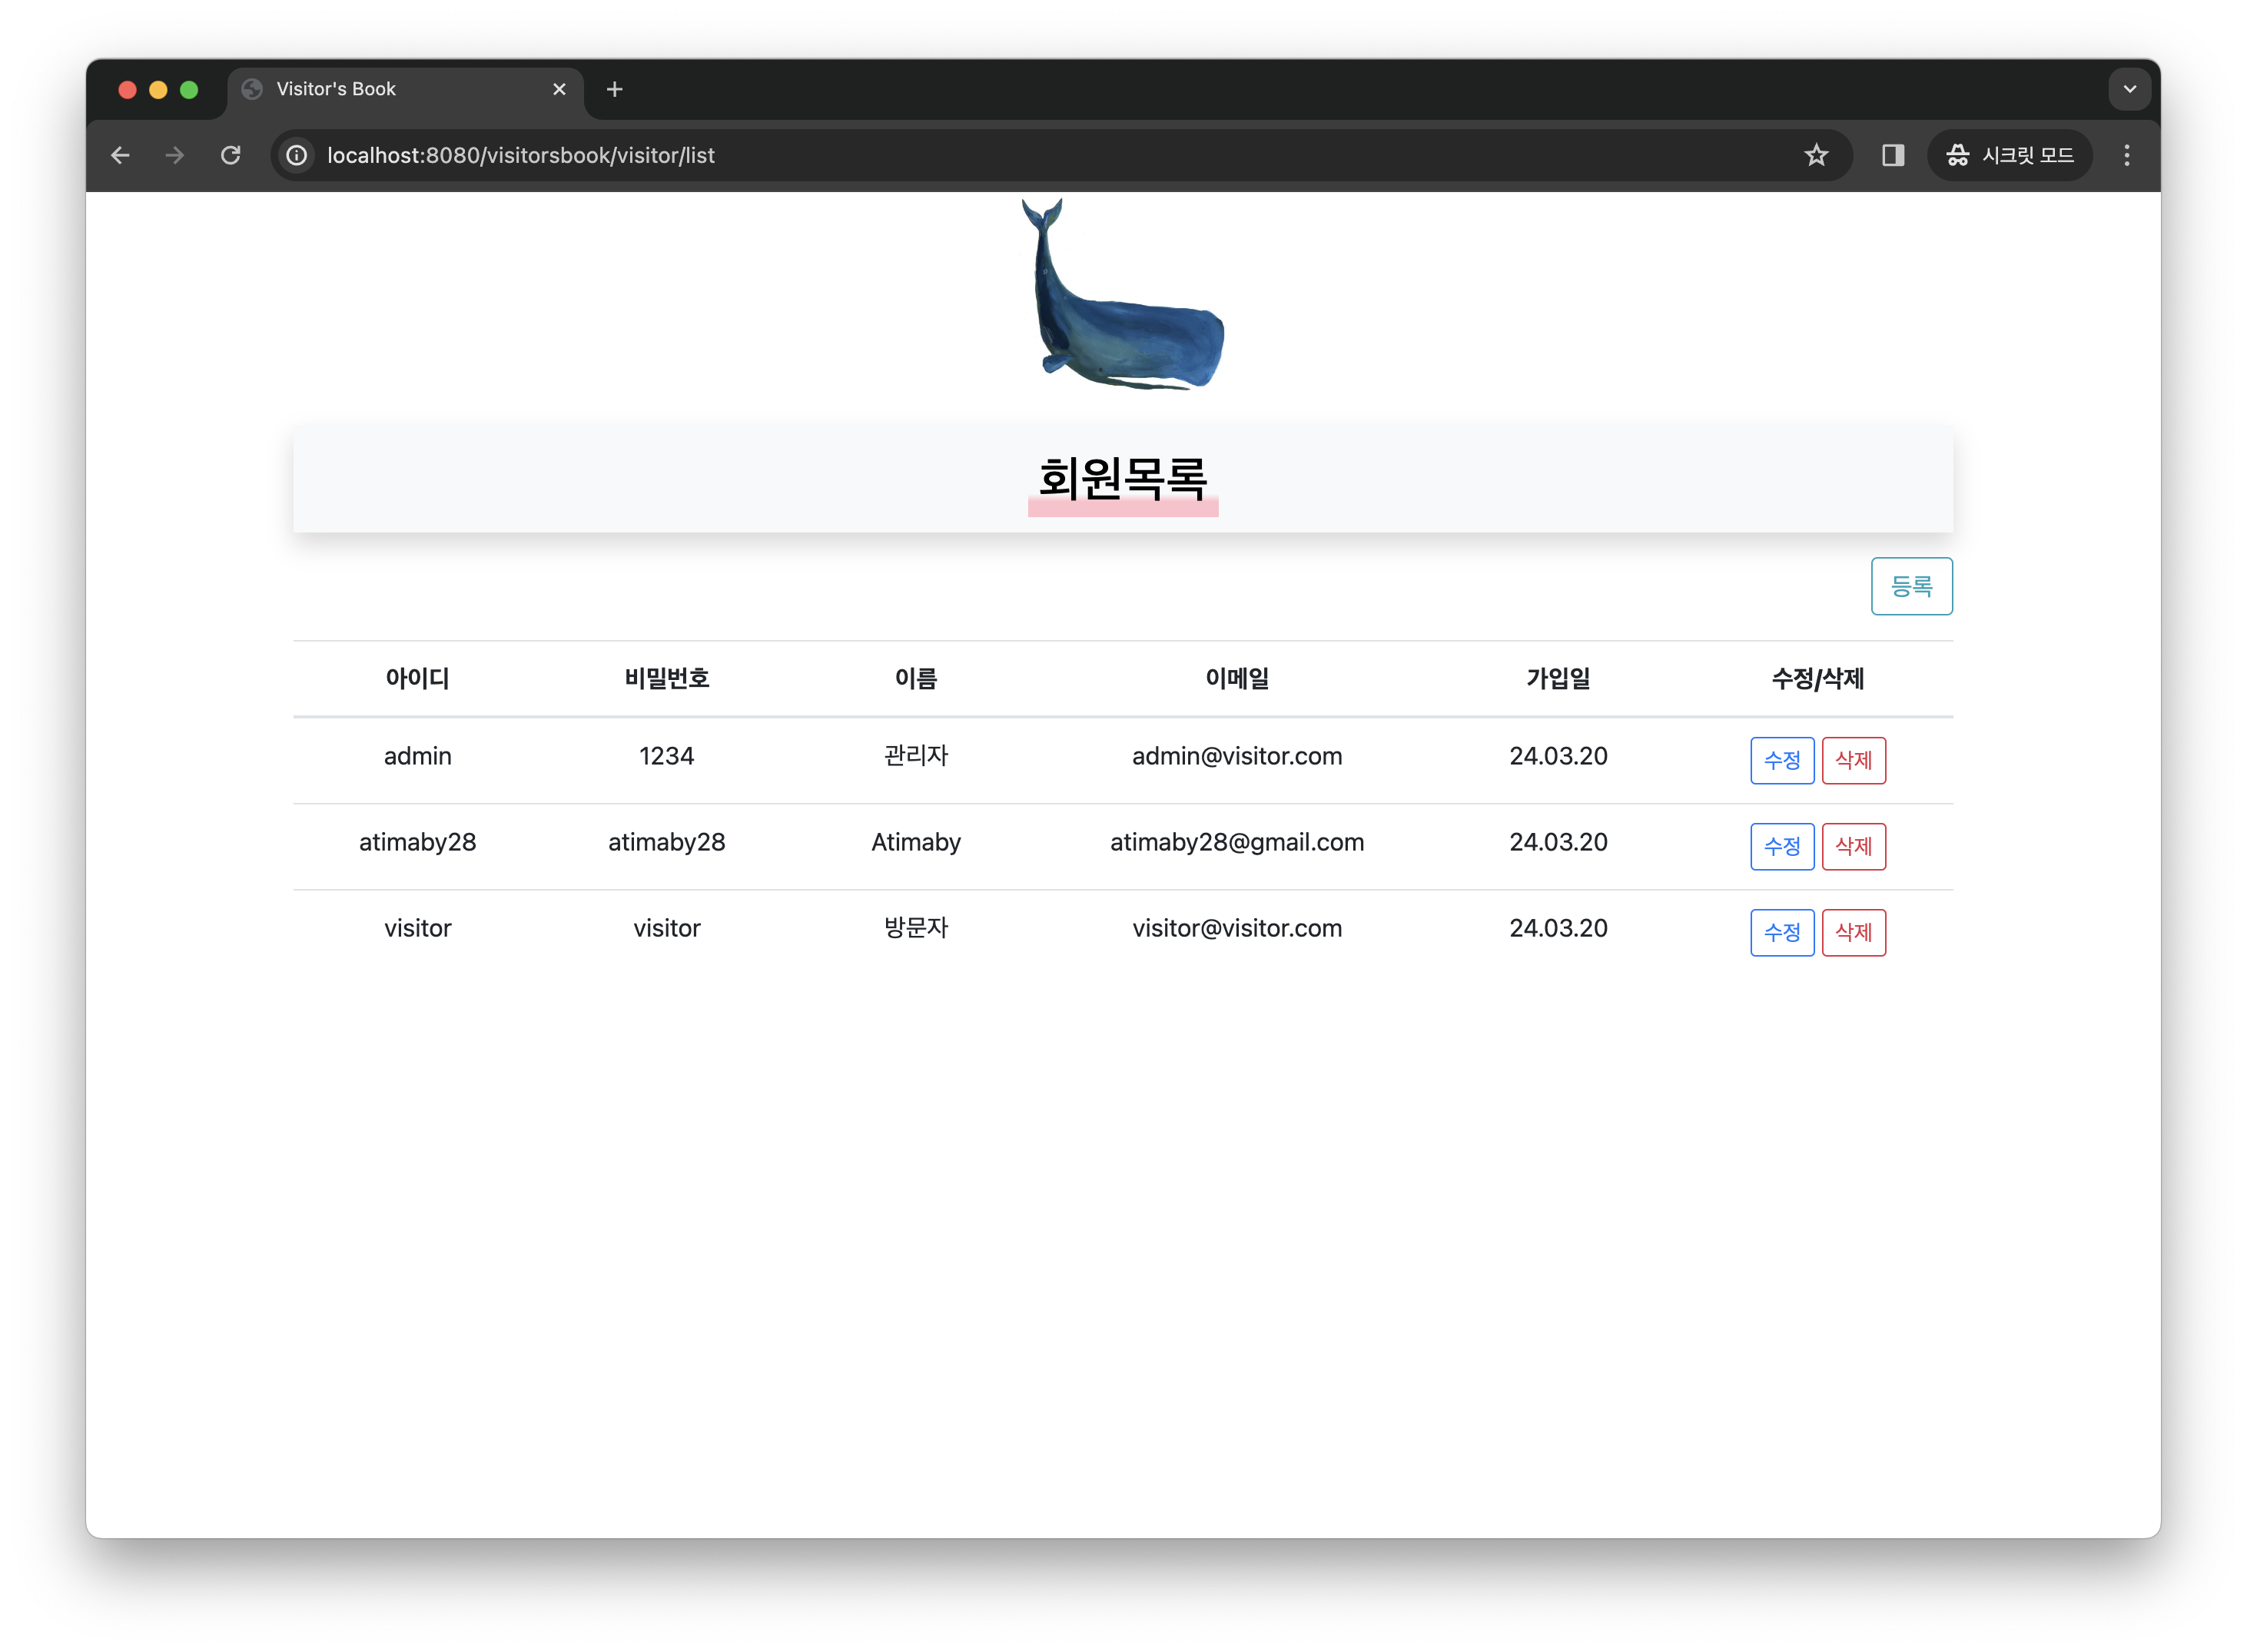 Visitor's Book
localhost:8080/visitorsbook/visitor/list 시크릿 모드
회원목록
등록
아이디 비밀번호 이름 이메일 가입일 수정/삭제
admin 1234 관리자 admin@visitor.com 24.03.20 수정 삭제
atimaby28 atimaby28 Atimaby atimaby28@gmail.com 24.03.20 수정 삭제
visitor visitor 방문자 visitor@visitor.com 24.03.20 수정 삭제